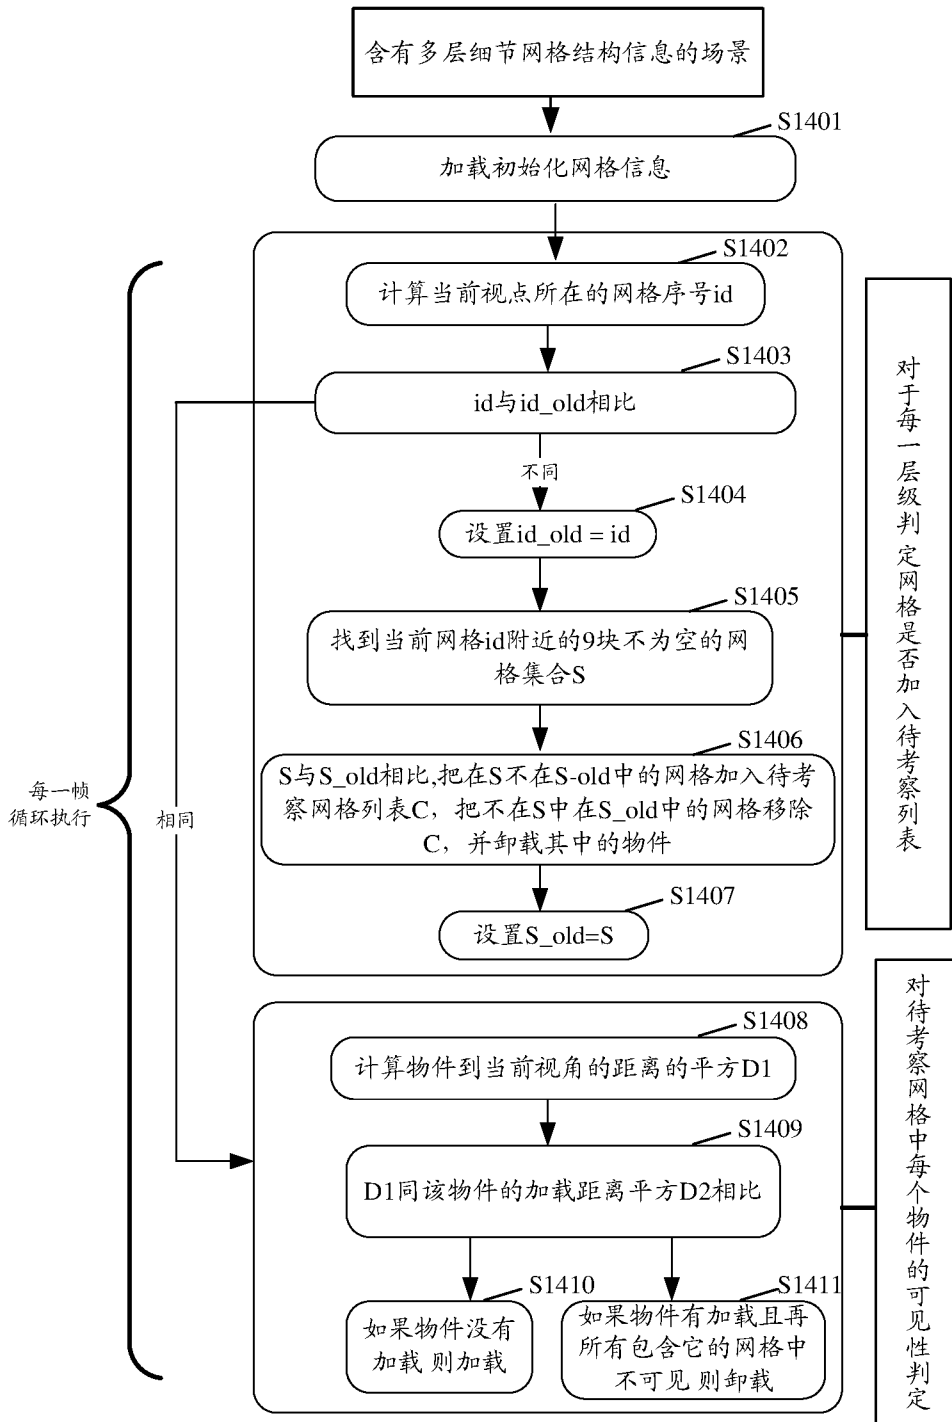 含有多层细节网格结构信息的场景
S1401
加载初始化网格信息
S1402
计算当前视点所在的网格序号id
S1403
id与id_old相比
不同
S1404
设置id_old = id
S1405
找到当前网格id附近的9块不为空的网
格集合S
S1406
S与S_old相比,把在S不在S-old中的网格加入待考
察网格列表C，把不在S中在S_old中的网格移除
C，并卸载其中的物件
S1407
设置S_old=S
对于每一层级判定网格是否加入待考察列表
每一帧
循环执行
相同
S1408
计算物件到当前视角的距离的平方D1
S1409
D1同该物件的加载距离平方D2相比
S1410
如果物件没有
加载 则加载
S1411
如果物件有加载且再
所有包含它的网格中
不可见 则卸载
对待考察网格中每个物件的可见性判定